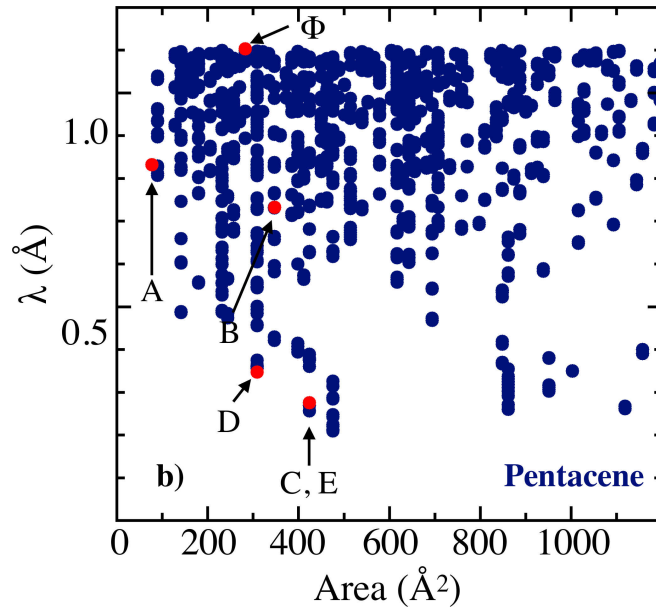 Φ
1.0
λ (Å)
A
B
0.5
D
b)
C, E
Pentacene
0
200
400
600
800
1000
Area (Å²)